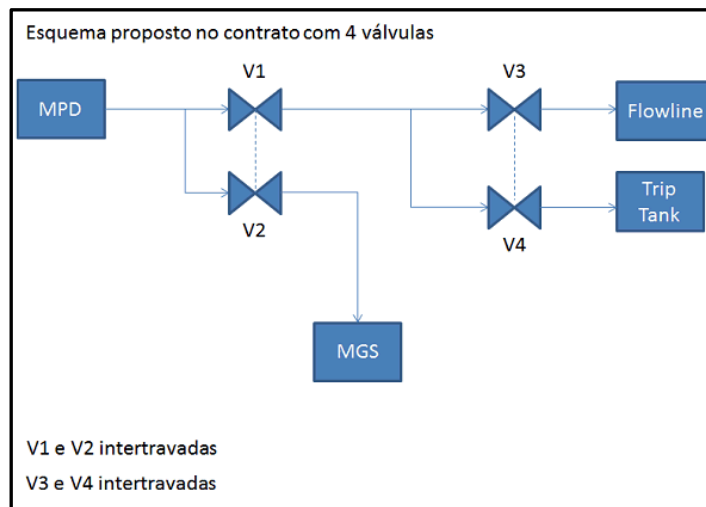 Esquema proposto no contrato com 4 válvulas
V1
V3
MPD
Flowline
Trip
Tank
V2
V4
MGS
V1 e V2 intertravadas
V3 e V4 intertravadas